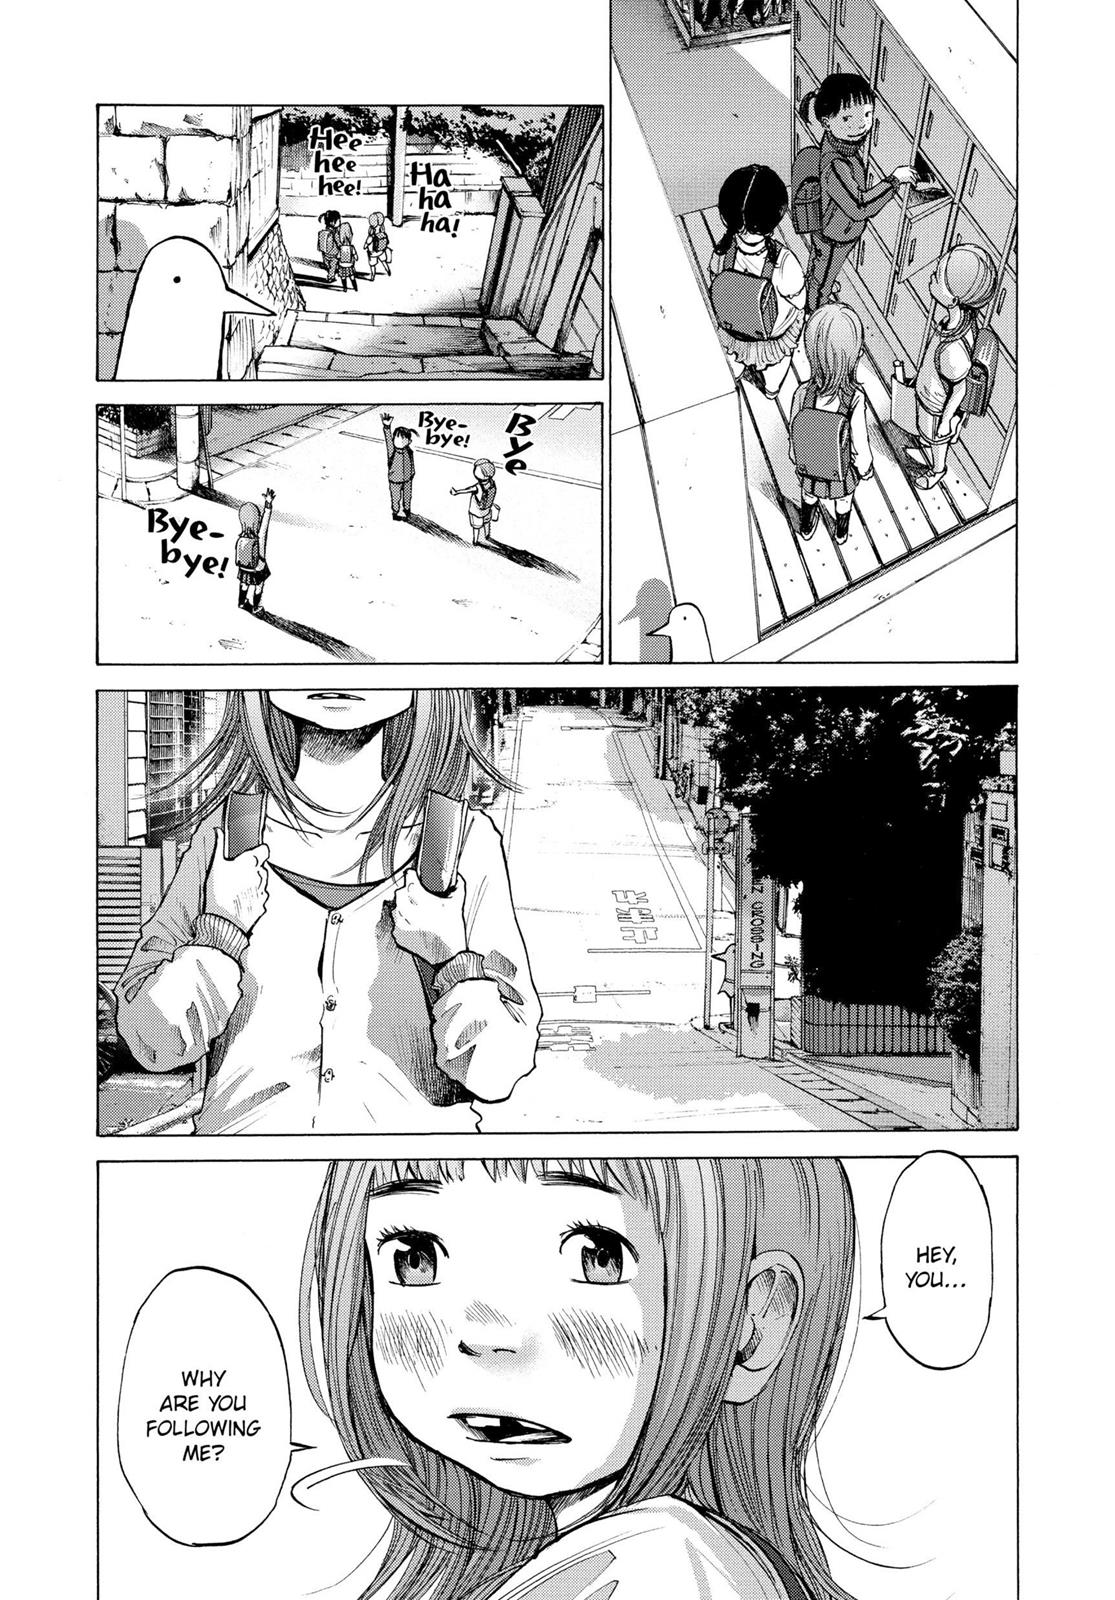 Hee
hee
hee!
Ha
ha
ha!
Bye
Bye-
bye!
Bye-
bye!
CROSSING
HEY,
YOU...
WHY
ARE YOU
FOLLOWING
ME?